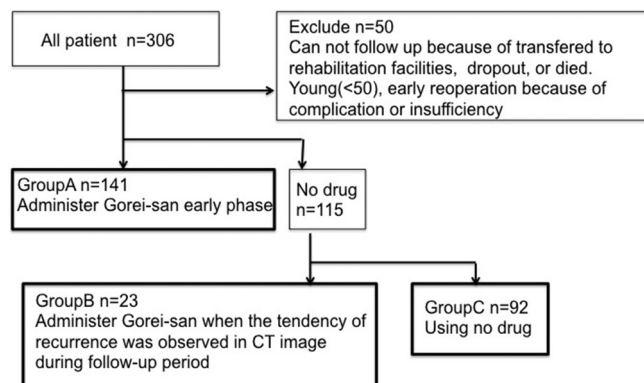 All patient n=306
Exclude n=50
Can not follow up because of transfered to
rehabilitation facilities, dropout, or died.
Young(<50), early reoperation because of
complication or insufficiency
GroupA n=141
Administer Gorei-san early phase
No drug
n=115
GroupB n=23
Administer Gorei-san when the tendency of
recurrence was observed in CT image
during follow-up period
GroupC n=92
Using no drug